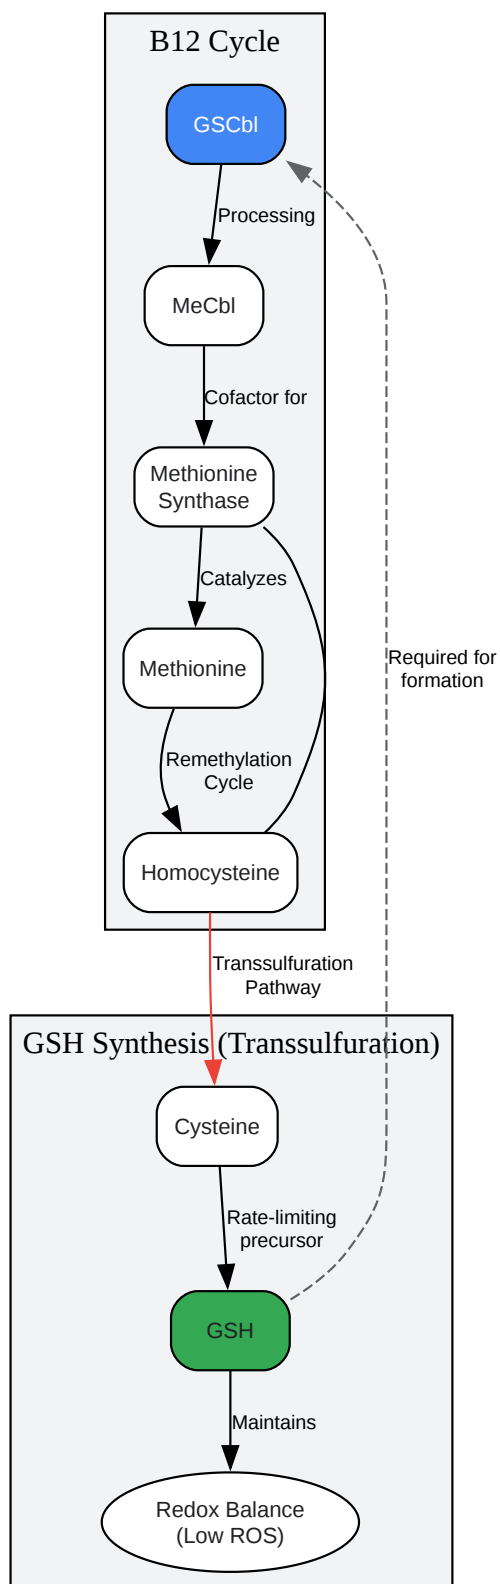 B12 Cycle
GSCbl
Processing
MeCbl
Cofactor for
Methionine
Synthase
Catalyzes
Methionine
Required for
formation
Remethylation
Cycle
Homocysteine
Transsulfuration
Pathway
GSH Synthesis (Transsulfuration)
Cysteine
Rate-limiting
precursor
GSH
Maintains
Redox Balance
(Low ROS)